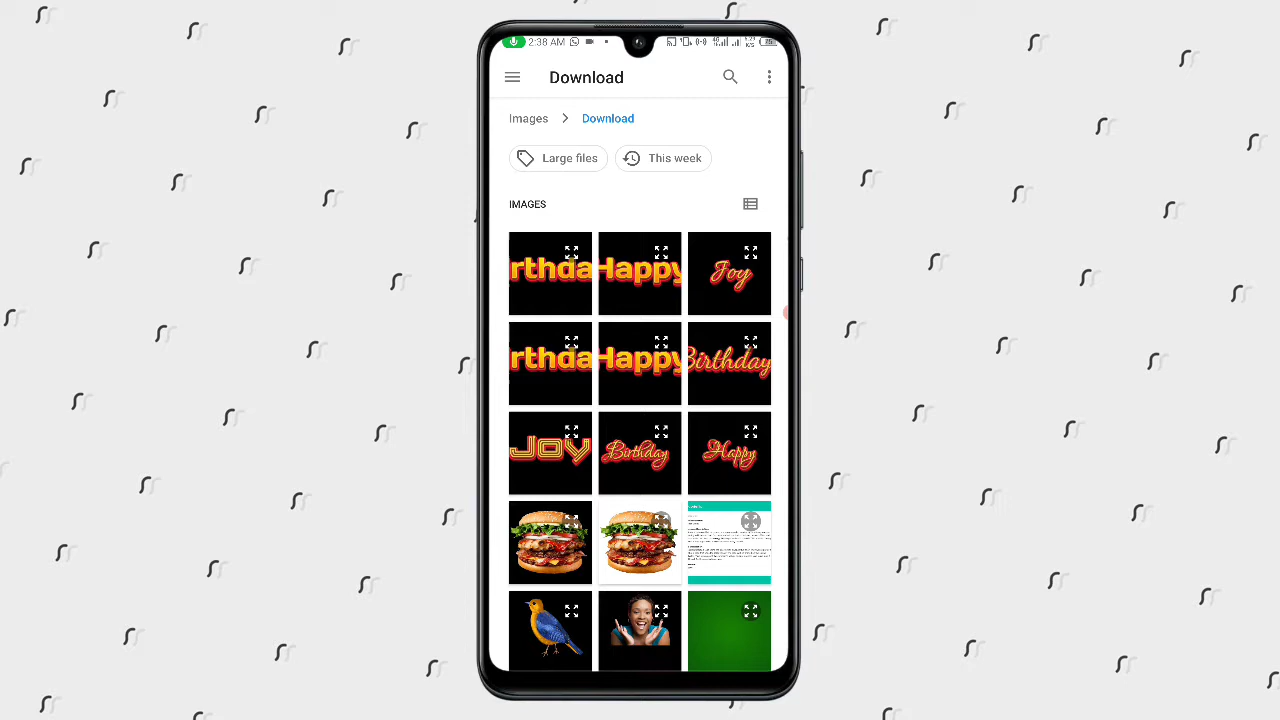 2:38 AM
Download
Images > Download
Large files
This week
IMAGES
rthda
Happy
Joy
rthda
Happy
Birthday
JOY
Birthday
Happy